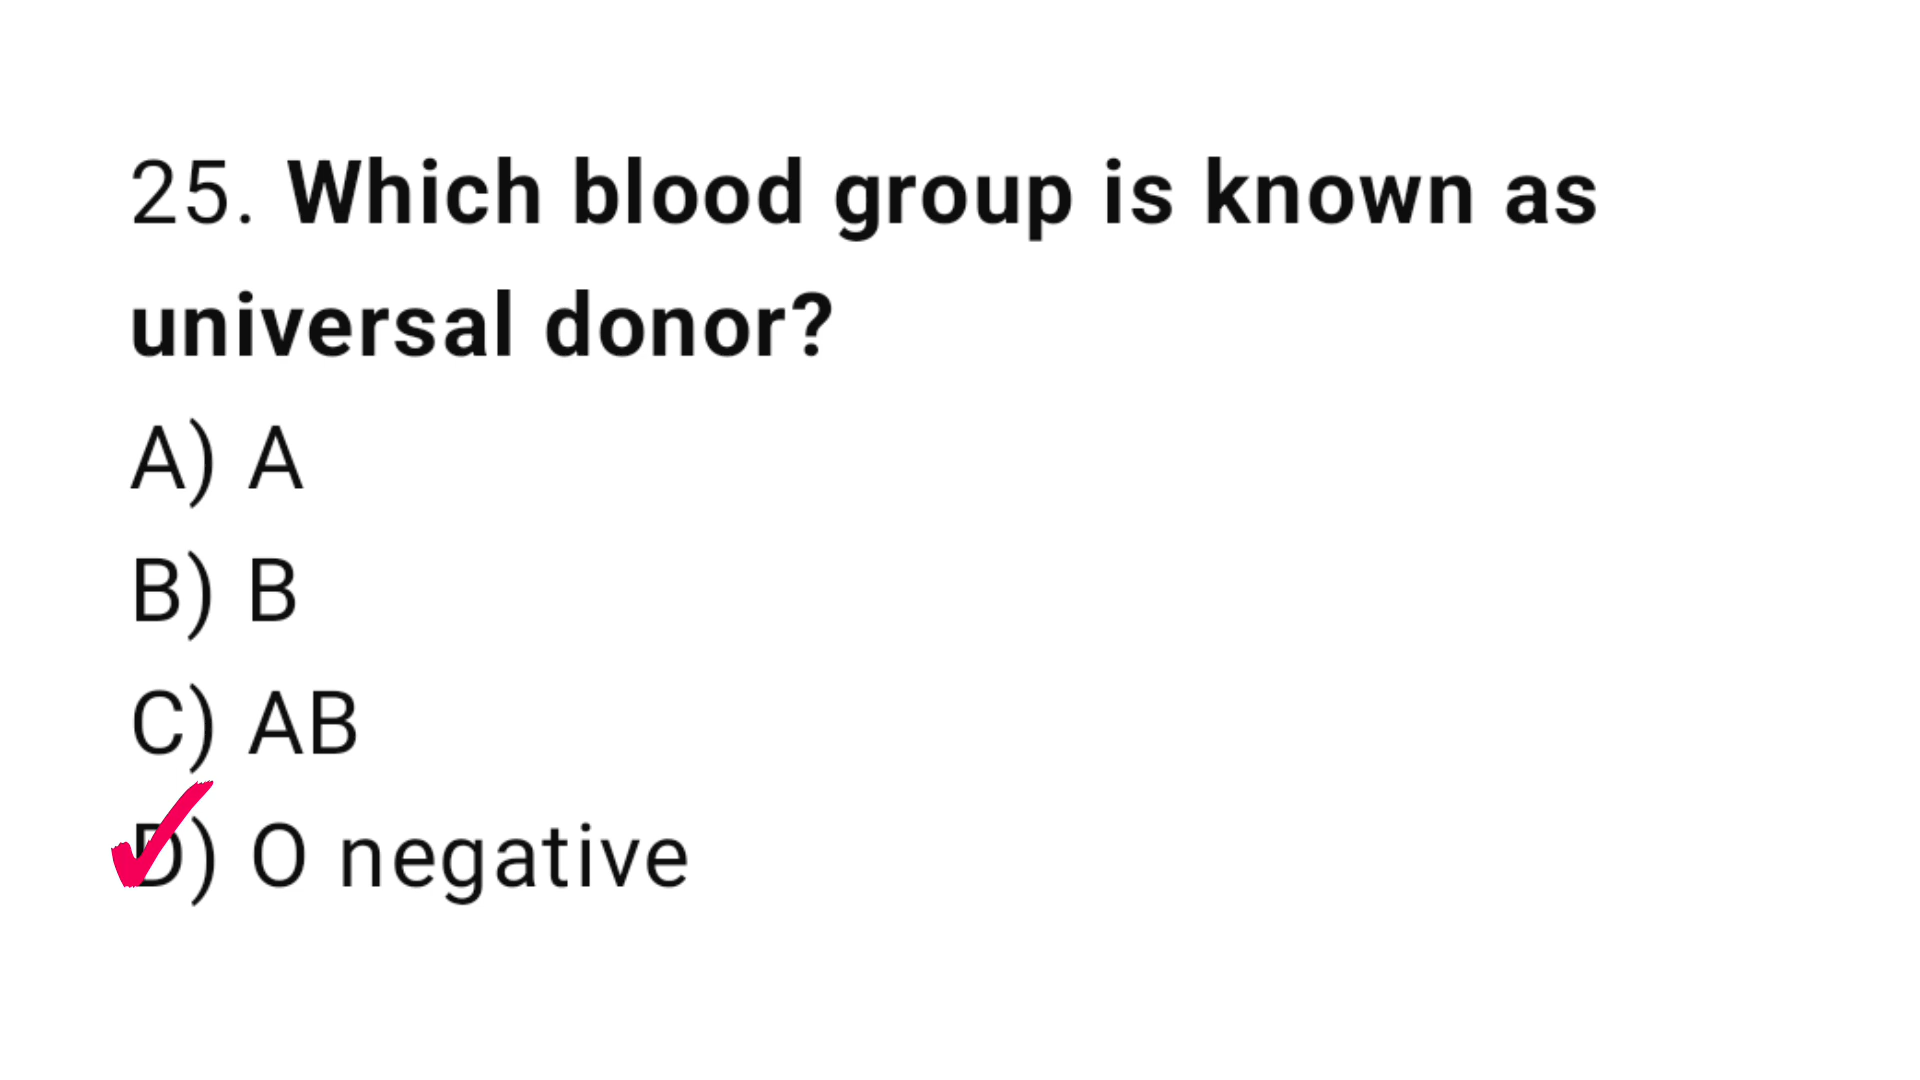 25. Which blood group is known as
universal donor?
A) A
B) B
C) AB
D) O negative